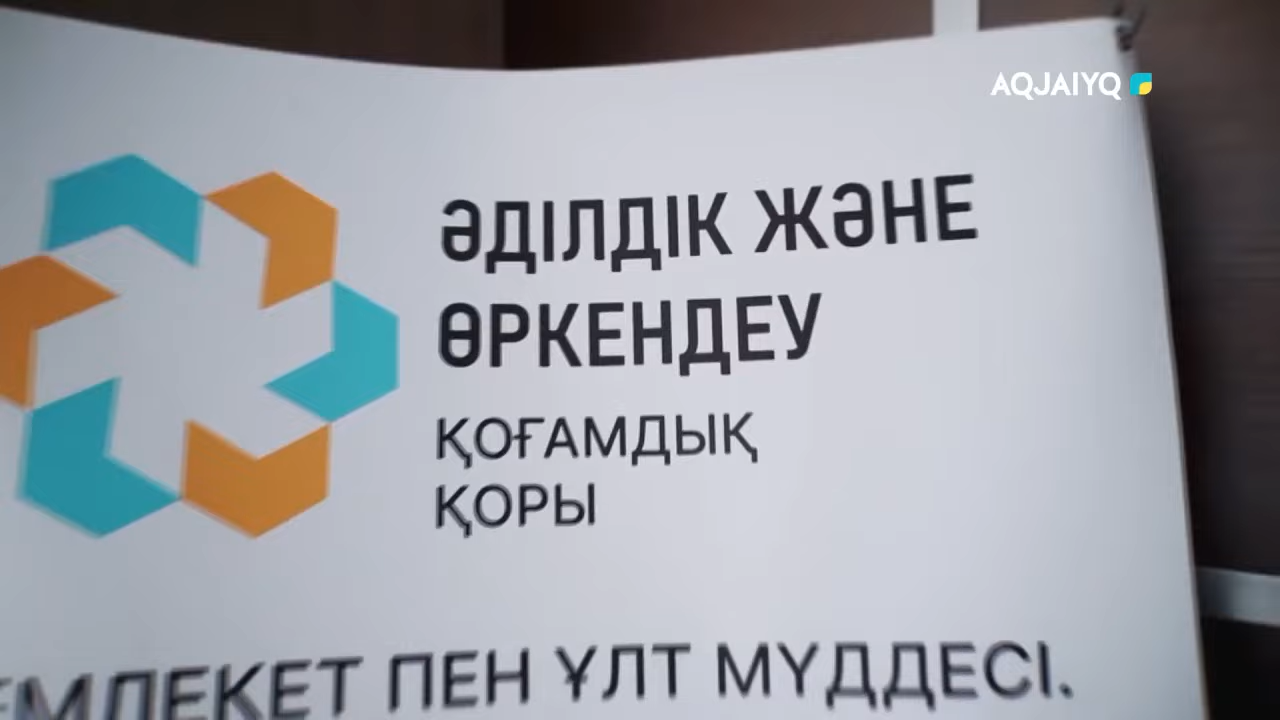 AQJAIYQ
ӘДІЛДІК ЖӘНЕ
ӨРКЕНДЕУ
ҚОҒАМДЫҚ
ҚОРЫ
ПЕН ҰЛТ МҮДДЕСІ.